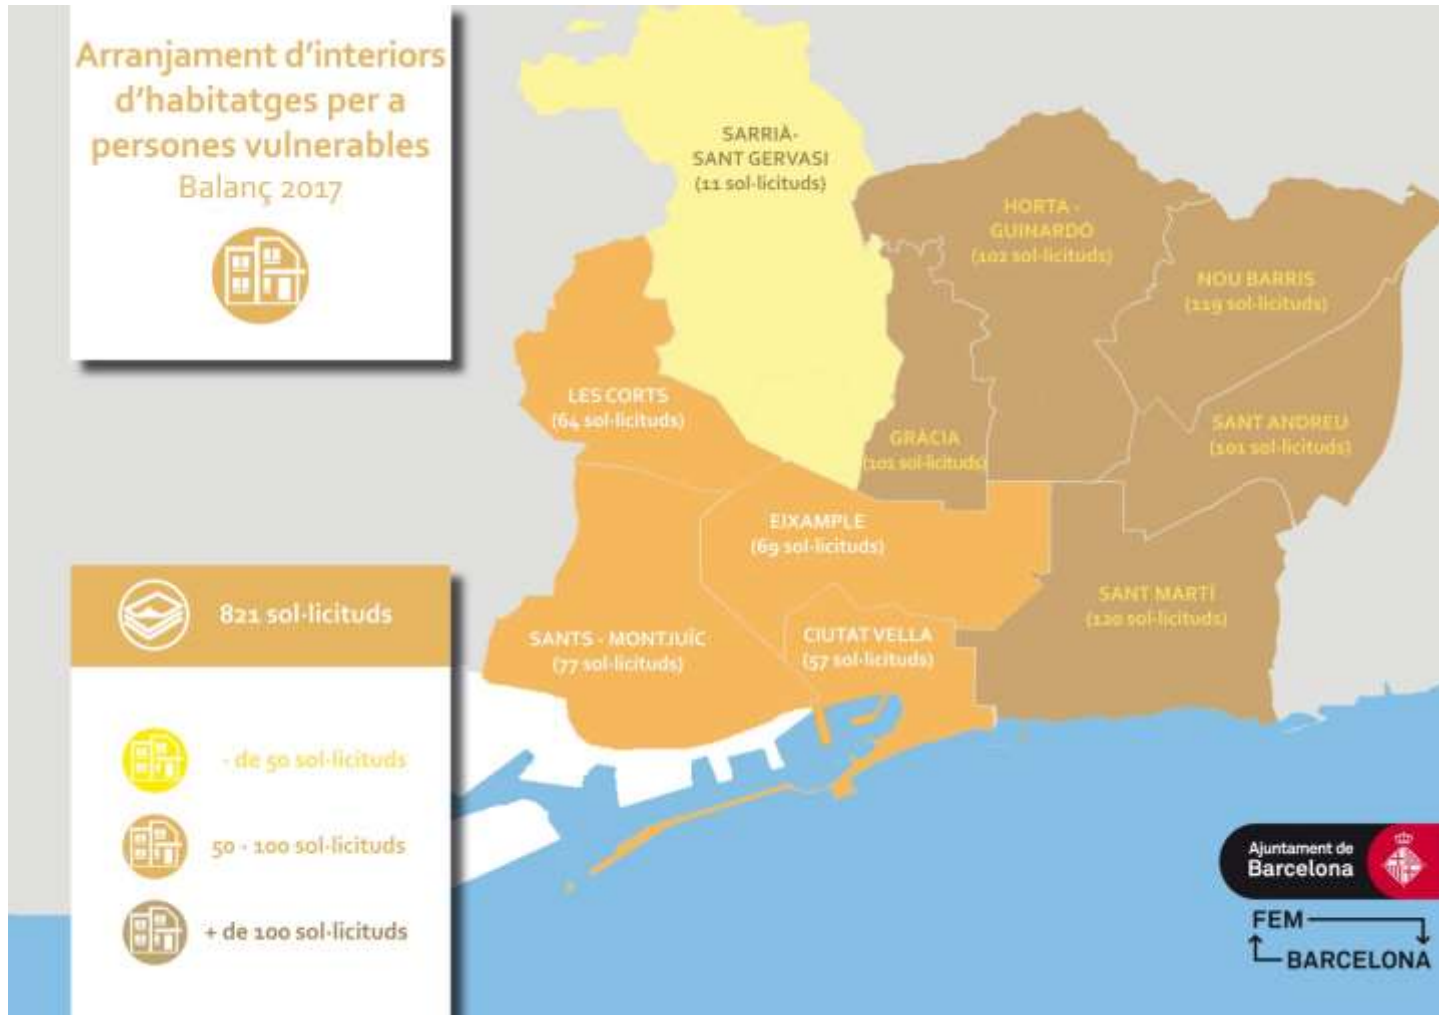 Arranjament d'interiors
d'habitatges per a
persones vulnerables
Balanç 2017
SARRIÀ-
SANT GERVASI
(11 sol·licituds)
HORTA -
GUINARDÓ
(102 sol·licituds)
NOU BARRIS
(119 sol·licituds)
LES CORTS
(64 sol·licituds)
GRÀCIA
(101 sol·licituds)
SANT ANDREU
(101 sol·licituds)
EIXAMPLE
(69 sol·licituds)
SANTS - MONTJUÏC
(77 sol·licituds)
CIUTAT VELLA
(57 sol·licituds)
SANT MARTÍ
(120 sol·licituds)
821 sol·licituds
- de 50 sol·licituds
50 - 100 sol·licituds
+ de 100 sol·licituds
Ajuntament de
Barcelona
FEM
BARCELONA